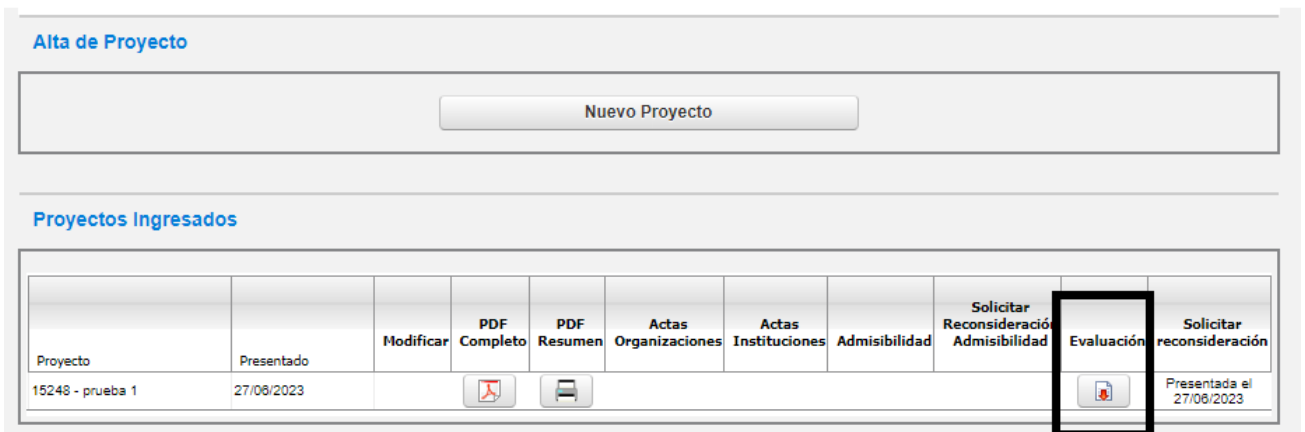 Alta de Proyecto
Nuevo Proyecto
Proyectos Ingresados
Proyecto
Presentado
Modificar
PDF
Completo
PDF
Resumen
Actas
Organizaciones
Actas
Instituciones
Admisibilidad
Solicitar
Reconsideración
Admisibilidad
Evaluación
Solicitar
reconsideración
15248 - prueba 1
27/06/2023
Presentada el
27/06/2023